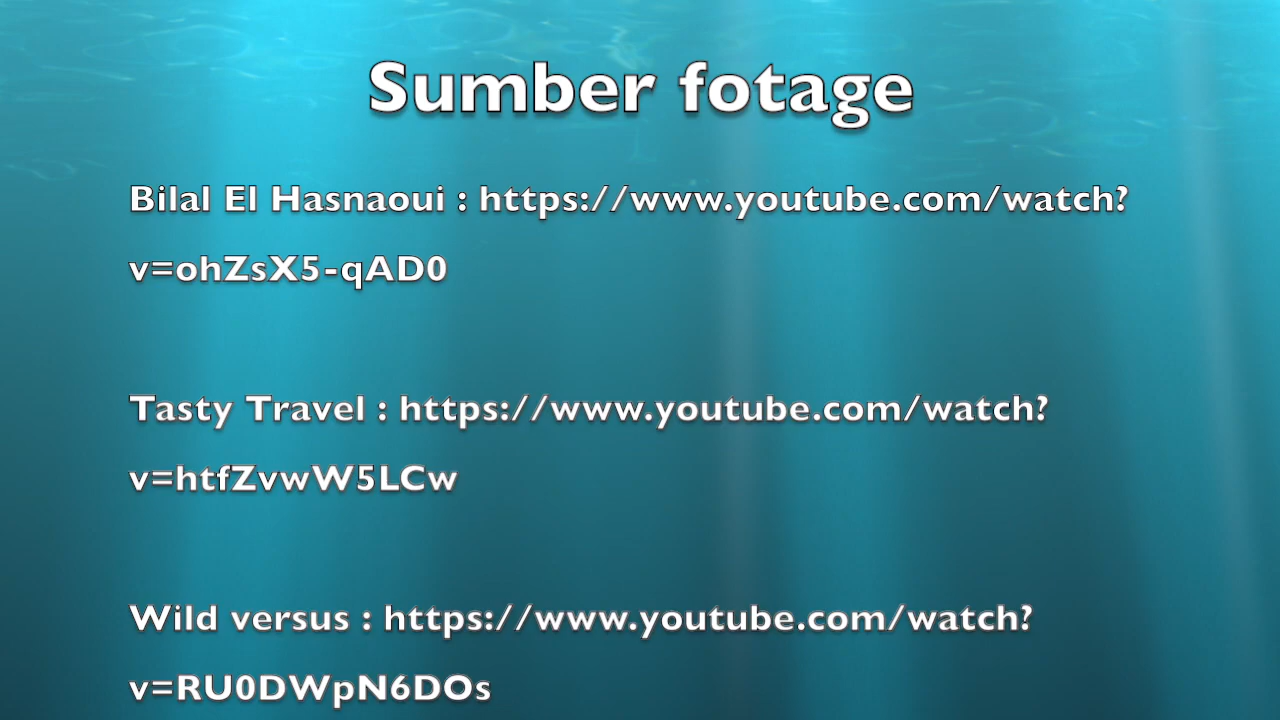 Sumber fotage
Bilal El Hasnaoui : https://www.youtube.com/watch?
v=ohZsX5-qAD0
Tasty Travel : https://www.youtube.com/watch?
v=htfZvwW5LCw
Wild versus : https://www.youtube.com/watch?
v=RU0DWpN6DOs